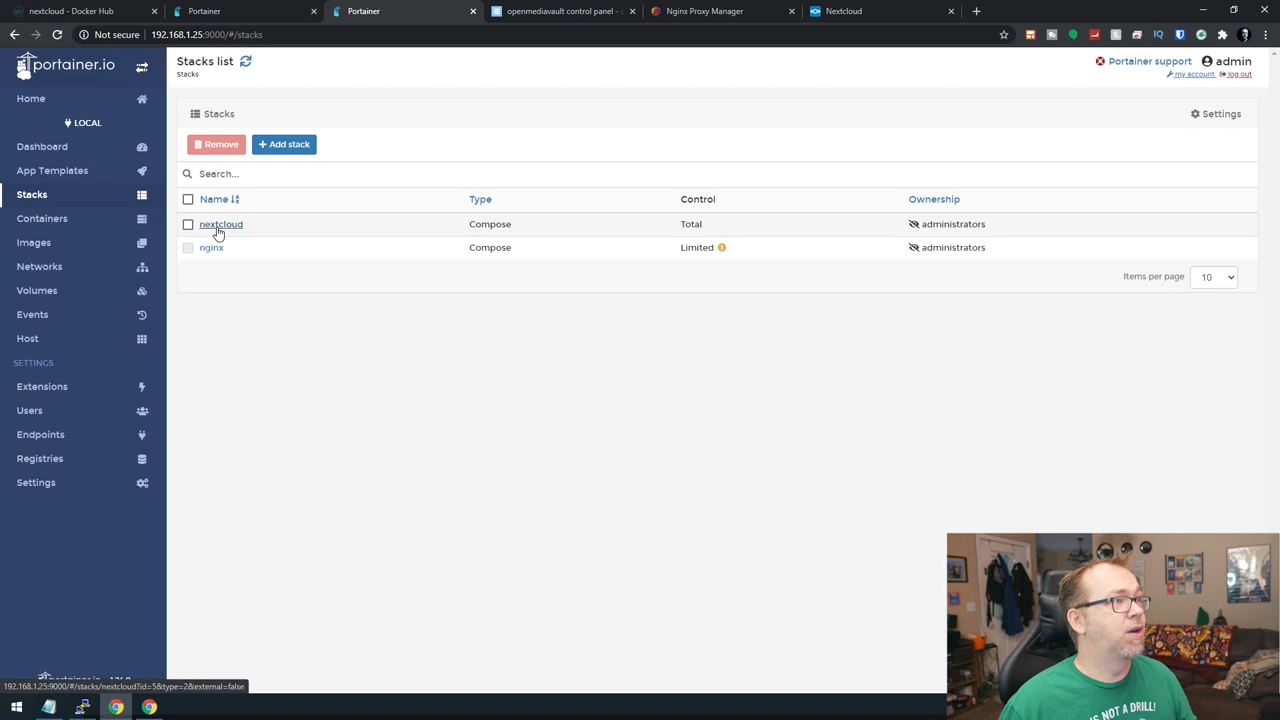 nextcloud - Docker Hub
Portainer
Portainer
openmediavault control panel -
Nginx Proxy Manager
Nextcloud
Not secure
192.168.1.25:9000/#/stacks
portainer.io
Stacks list
Stacks
Portainer support
admin
my account
log out
Home
LOCAL
Dashboard
App Templates
Stacks
Containers
Images
Networks
Volumes
Events
Host
SETTINGS
Extensions
Users
Endpoints
Registries
Settings
Stacks
Settings
Remove
+ Add stack
Search...
Name
Type
Control
Ownership
nextcloud
Compose
Total
administrators
nginx
Compose
Limited
administrators
Items per page
10
192.168.1.25:9000/#/stacks/nextcloud?id=5&type=2&external=false
IS NOT A DRILL!